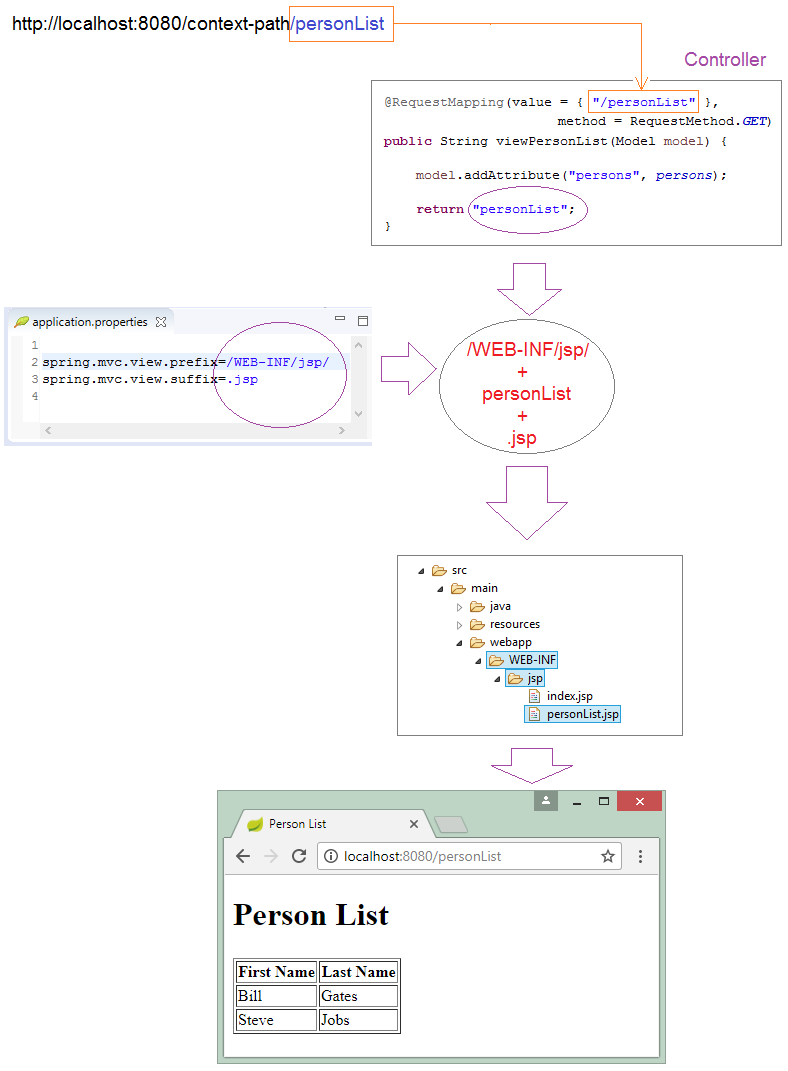 http://localhost:8080/context-path/personList
Controller
@RequestMapping(value = { "/personList" },
method = RequestMethod.GET)
public String viewPersonList(Model model) {
model.addAttribute("persons", persons);
return "personList";
}
application.properties
1
2 spring.mvc.view.prefix=/WEB-INF/jsp/
3 spring.mvc.view.suffix=.jsp
4
/WEB-INF/jsp/
+
personList
+
.jsp
src
main
java
resources
webapp
WEB-INF
jsp
index.jsp
personList.jsp
Person List
localhost:8080/personList
Person List
First Name Last Name
Bill Gates
Steve Jobs